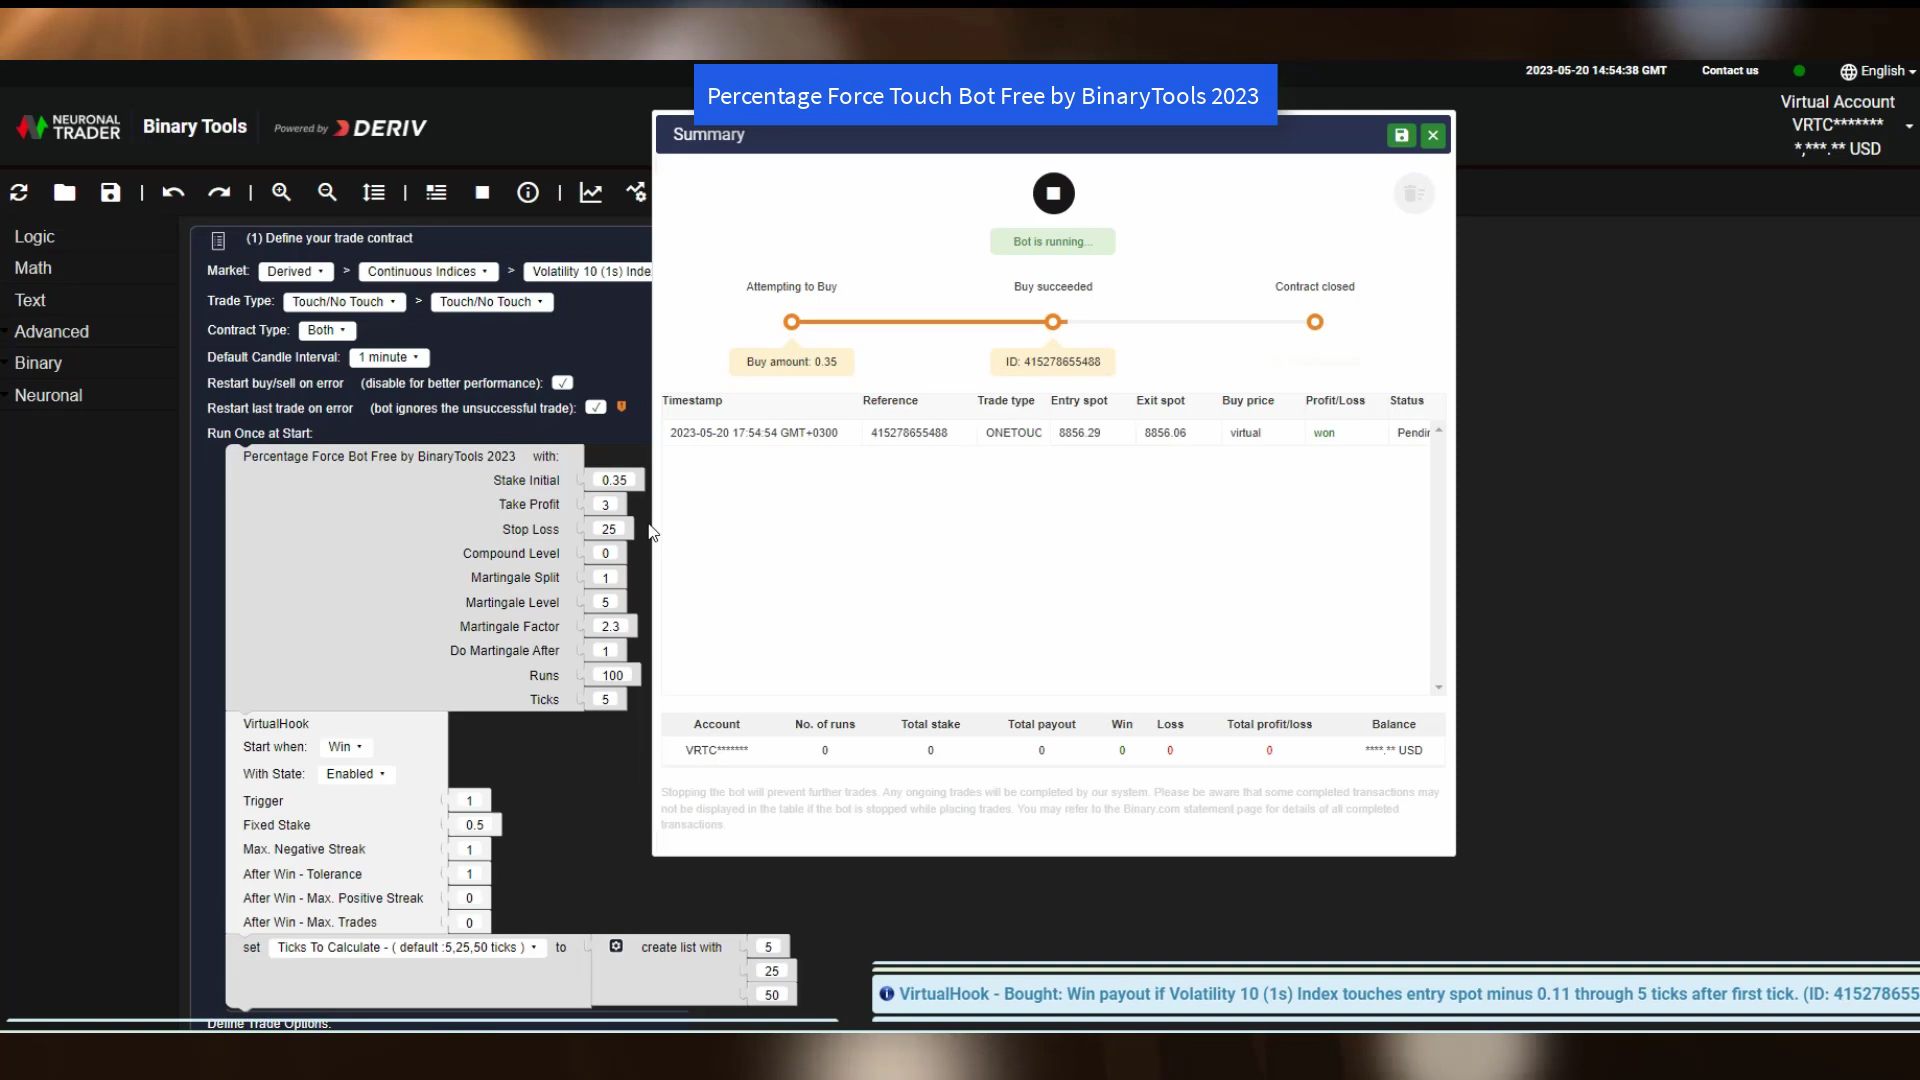 Percentage Force Touch Bot Free by BinaryTools 2023
2023-05-20 14:54:38 GMT
Contact us
English
NEURONAL TRADER
Binary Tools
Powered by DERIV
Virtual Account
VRTC*******
*,***.** USD
Summary
Logic
Math
Text
Advanced
Binary
Neuronal
(1) Define your trade contract
Market: Derived > Continuous Indices > Volatility 10 (1s) Inde
Trade Type: Touch/No Touch > Touch/No Touch
Contract Type: Both
Default Candle Interval: 1 minute
Restart buy/sell on error (disable for better performance):
Restart last trade on error (bot ignores the unsuccessful trade):
Run Once at Start:
Percentage Force Bot Free by BinaryTools 2023 with:
Stake Initial 0.35
Take Profit 3
Stop Loss 25
Compound Level 0
Martingale Split 1
Martingale Level 5
Martingale Factor 2.3
Do Martingale After 1
Runs 100
Ticks 5
VirtualHook
Start when: Win
With State: Enabled
Trigger 1
Fixed Stake 0.5
Max. Negative Streak 1
After Win - Tolerance 1
After Win - Max. Positive Streak 0
After Win - Max. Trades 0
set Ticks To Calculate - ( default :5,25,50 ticks ) to create list with 5
25
50
Define Trade Options:
Bot is running...
Attempting to Buy Buy succeeded Contract closed
Buy amount: 0.35 ID: 415278655488
Timestamp Reference Trade type Entry spot Exit spot Buy price Profit/Loss Status
2023-05-20 17:54:54 GMT+0300 415278655488 ONETOUC 8856.29 8856.06 virtual won Pendir
Account No. of runs Total stake Total payout Win Loss Total profit/loss Balance
VRTC******* 0 0 0 0 0 0 ****.** USD
Stopping the bot will prevent further trades. Any ongoing trades will be completed by our system. Please be aware that some completed transactions may
not be displayed in the table if the bot is stopped while placing trades. You may refer to the Binary.com statement page for details of all completed
transactions.
VirtualHook - Bought: Win payout if Volatility 10 (1s) Index touches entry spot minus 0.11 through 5 ticks after first tick. (ID: 415278655